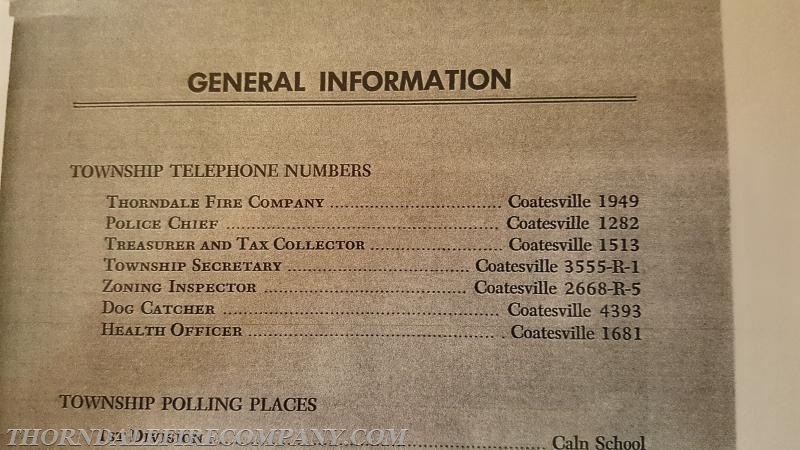 GENERAL INFORMATION
TOWNSHIP TELEPHONE NUMBERS
THORNDALE FIRE COMPANY ................................ Coatesville 1949
POLICE CHIEF .................................................. Coatesville 1282
TREASURER AND TAX COLLECTOR ........................ Coatesville 1513
TOWNSHIP SECRETARY ................................. Coatesville 3555-R-1
ZONING INSPECTOR ..................................... Coatesville 2668-R-5
DOG CATCHER .................................................. Coatesville 4393
HEALTH OFFICER ............................................. Coatesville 1681
TOWNSHIP POLLING PLACES
1ST DIVISION .................................................. Caln School
THORNDALEFIRECOMPANY.COM